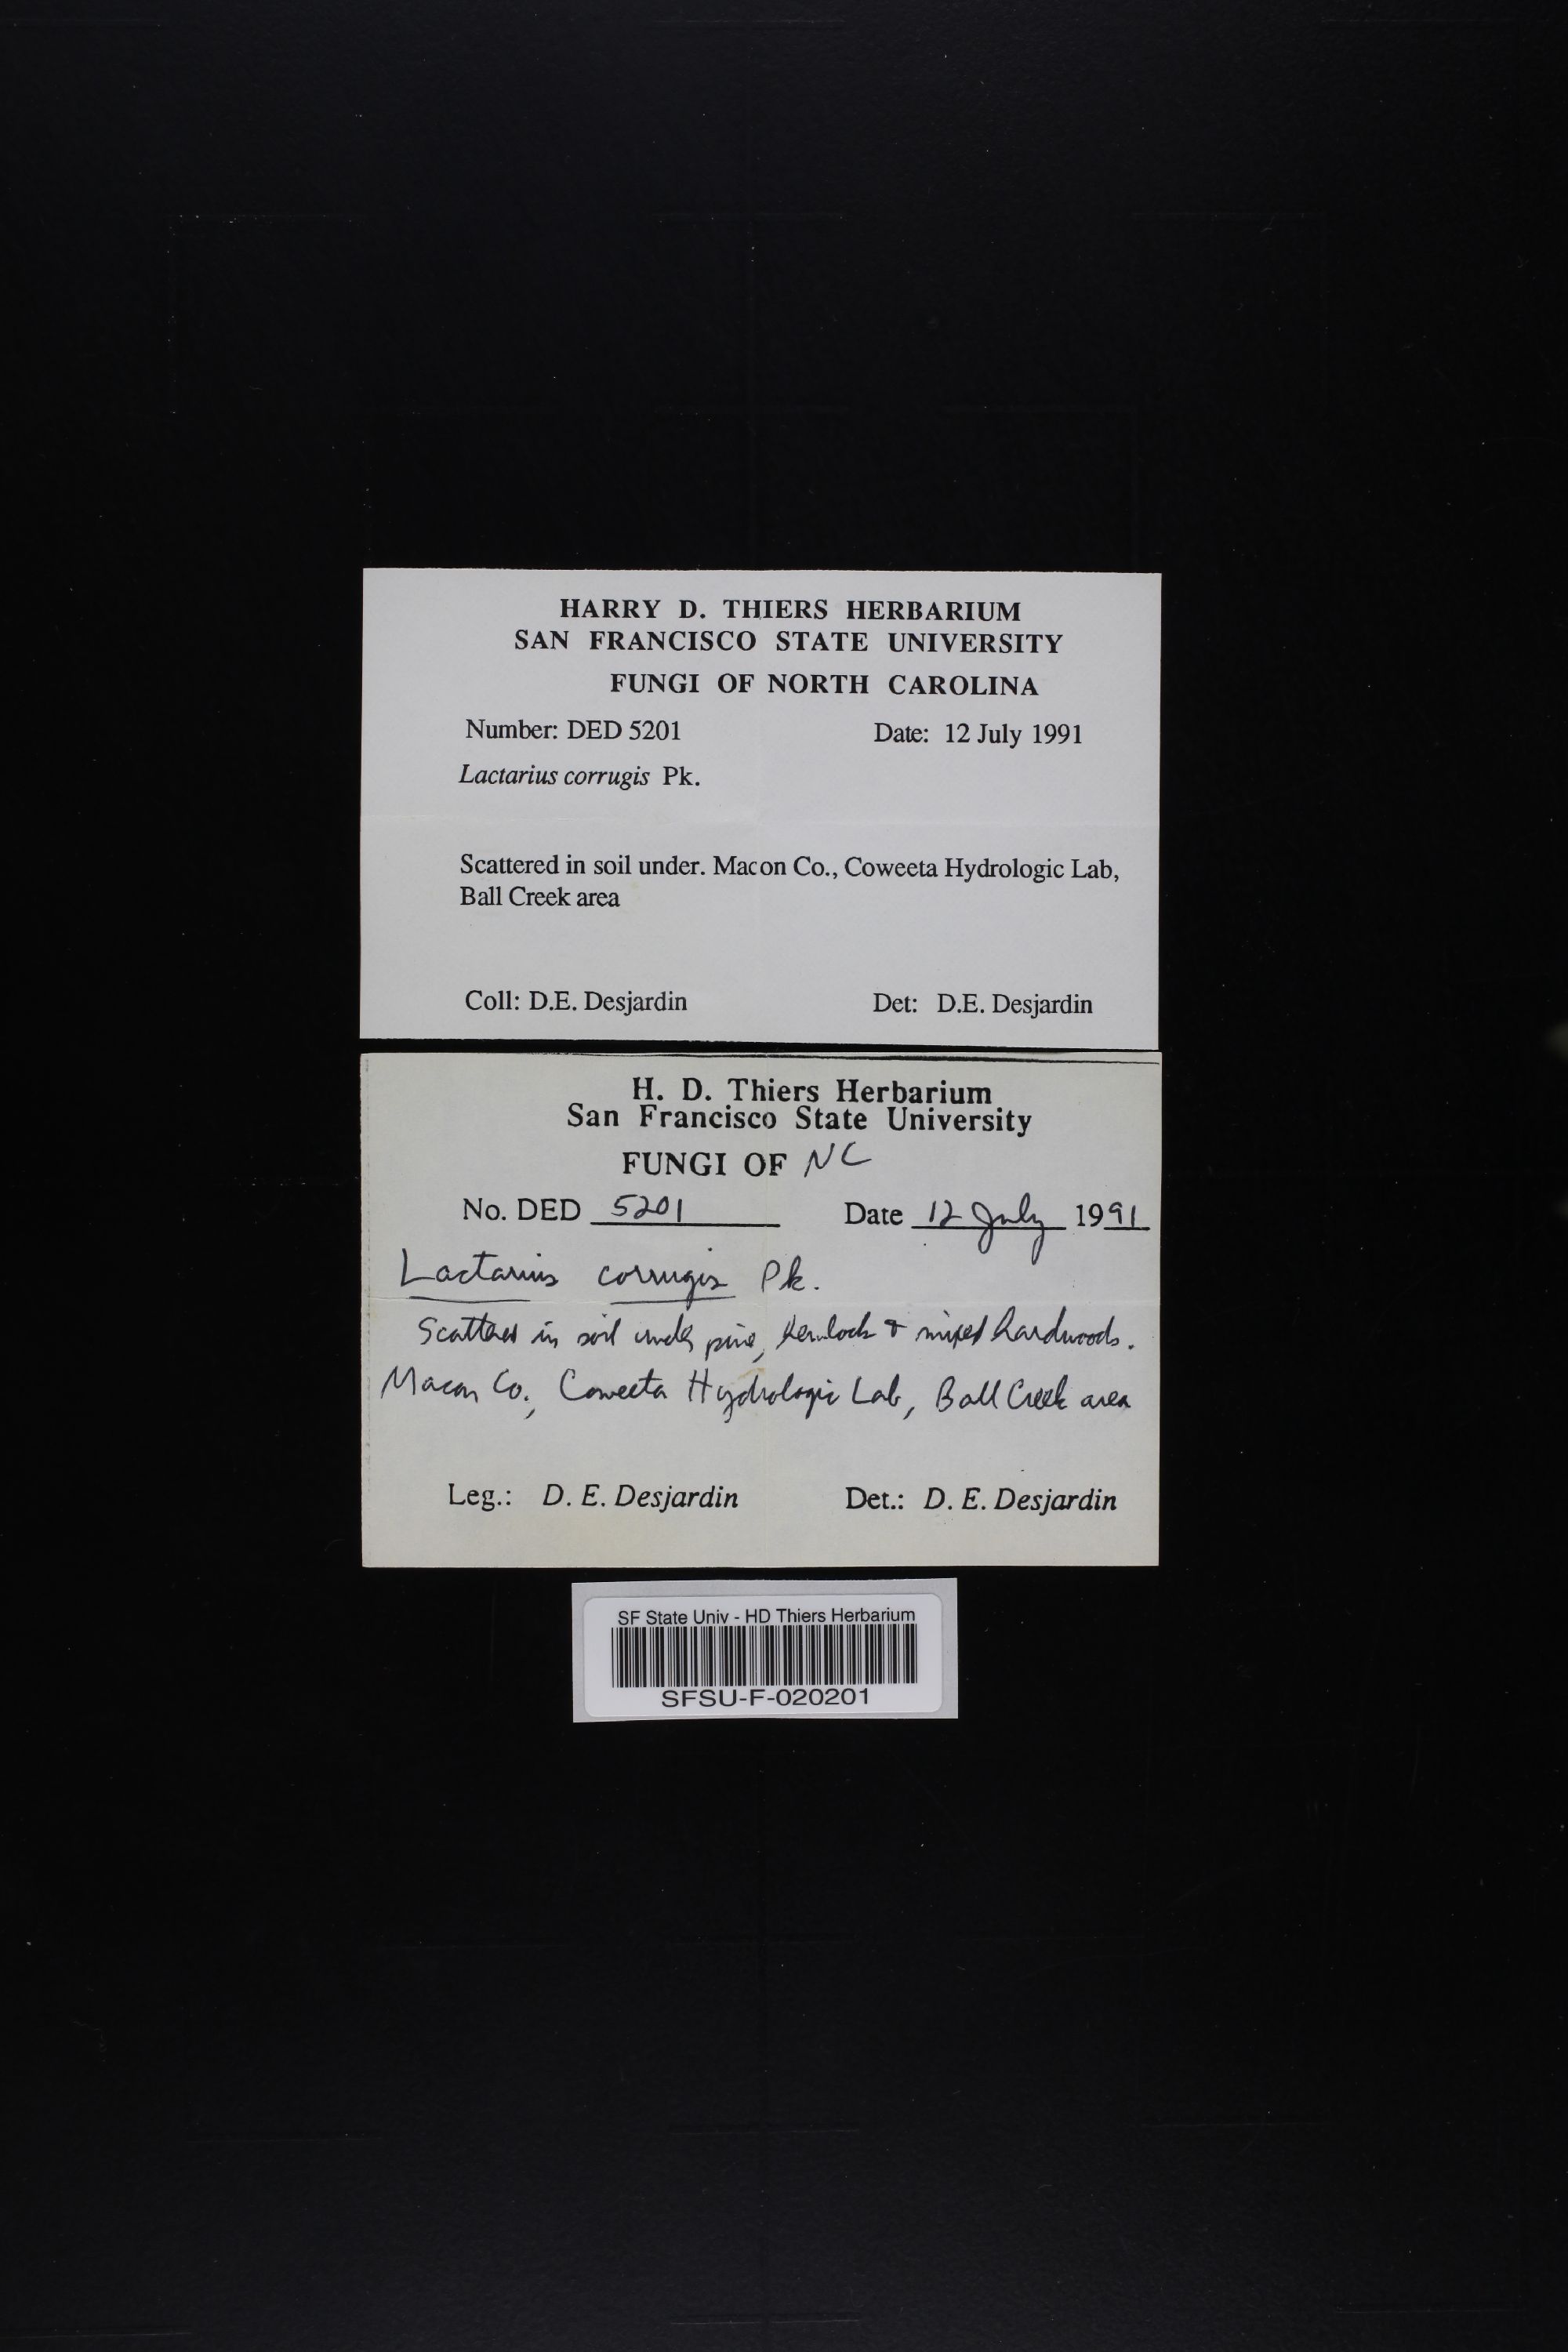 HARRY D. THIERS HERBARIUM
SAN FRANCISCO STATE UNIVERSITY
FUNGI OF NORTH CAROLINA
Number: DED 5201 Date: 12 July 1991
Lactarius corrugis Pk.
Scattered in soil under. Macon Co., Coweeta Hydrologic Lab,
Ball Creek area
Coll: D.E. Desjardin Det: D.E. Desjardin
H. D. Thiers Herbarium
San Francisco State University
FUNGI OF NC
No. DED 5201 Date 12 July 1991
Lactarius corrugis Pk.
Scattered in soil under pine, hemlock & mixed hardwoods.
Macon Co., Coweeta Hydrologic Lab, Ball Creek area
Leg.: D. E. Desjardin Det.: D. E. Desjardin
SF State Univ - HD Thiers Herbarium
SFSU-F-020201